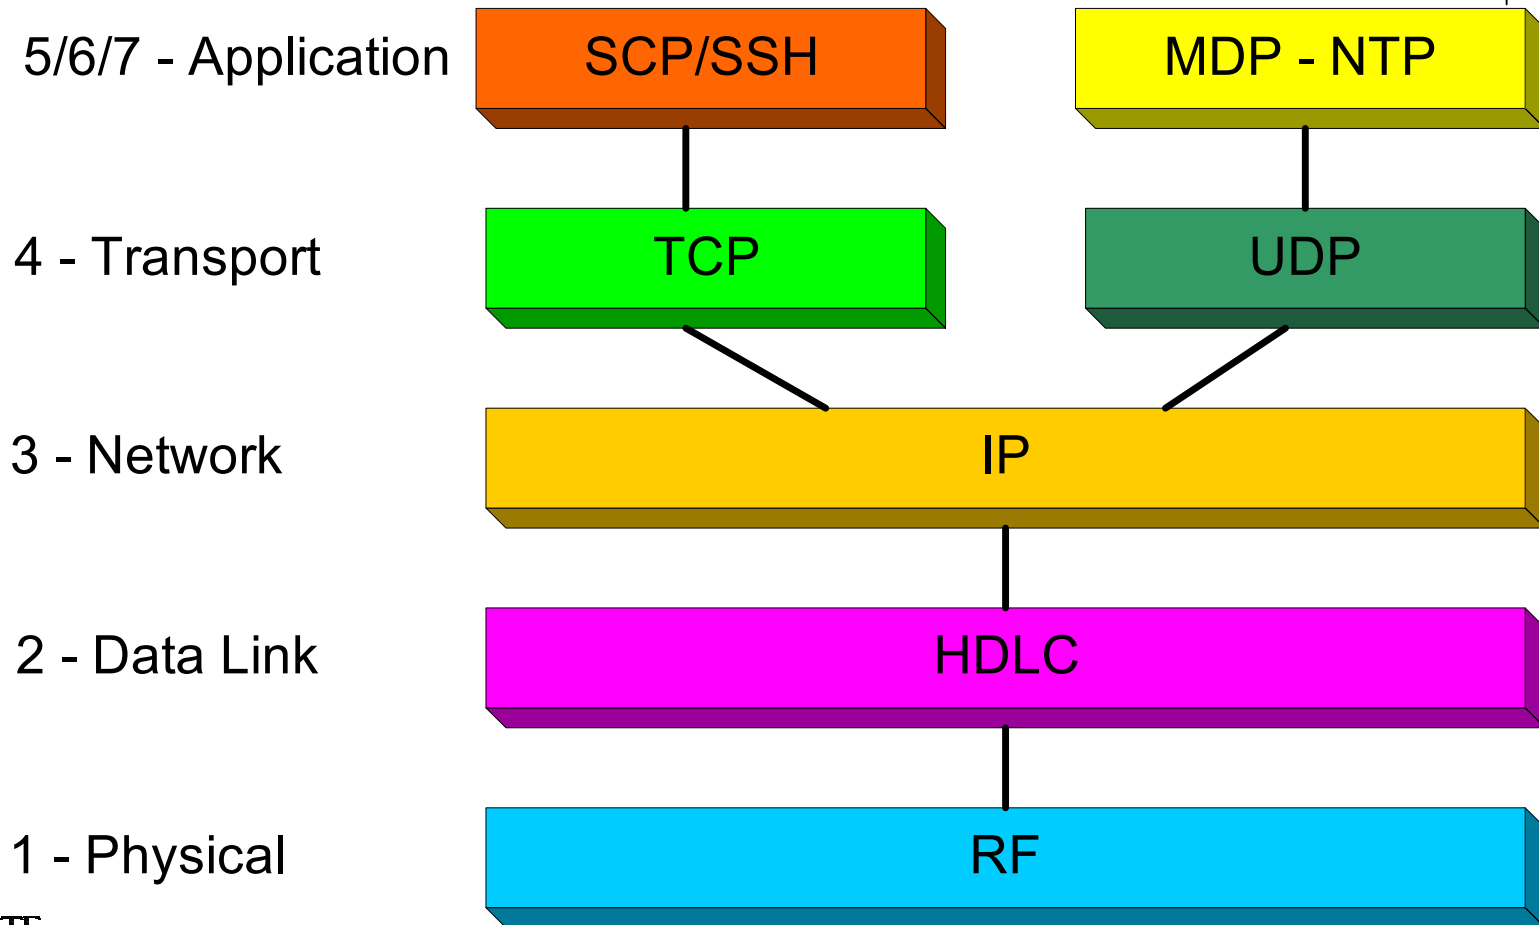 5/6/7 - Application SCP/SSH MDP - NTP
4 - Transport TCP UDP
3 - Network IP
2 - Data Link HDLC
1 - Physical RF